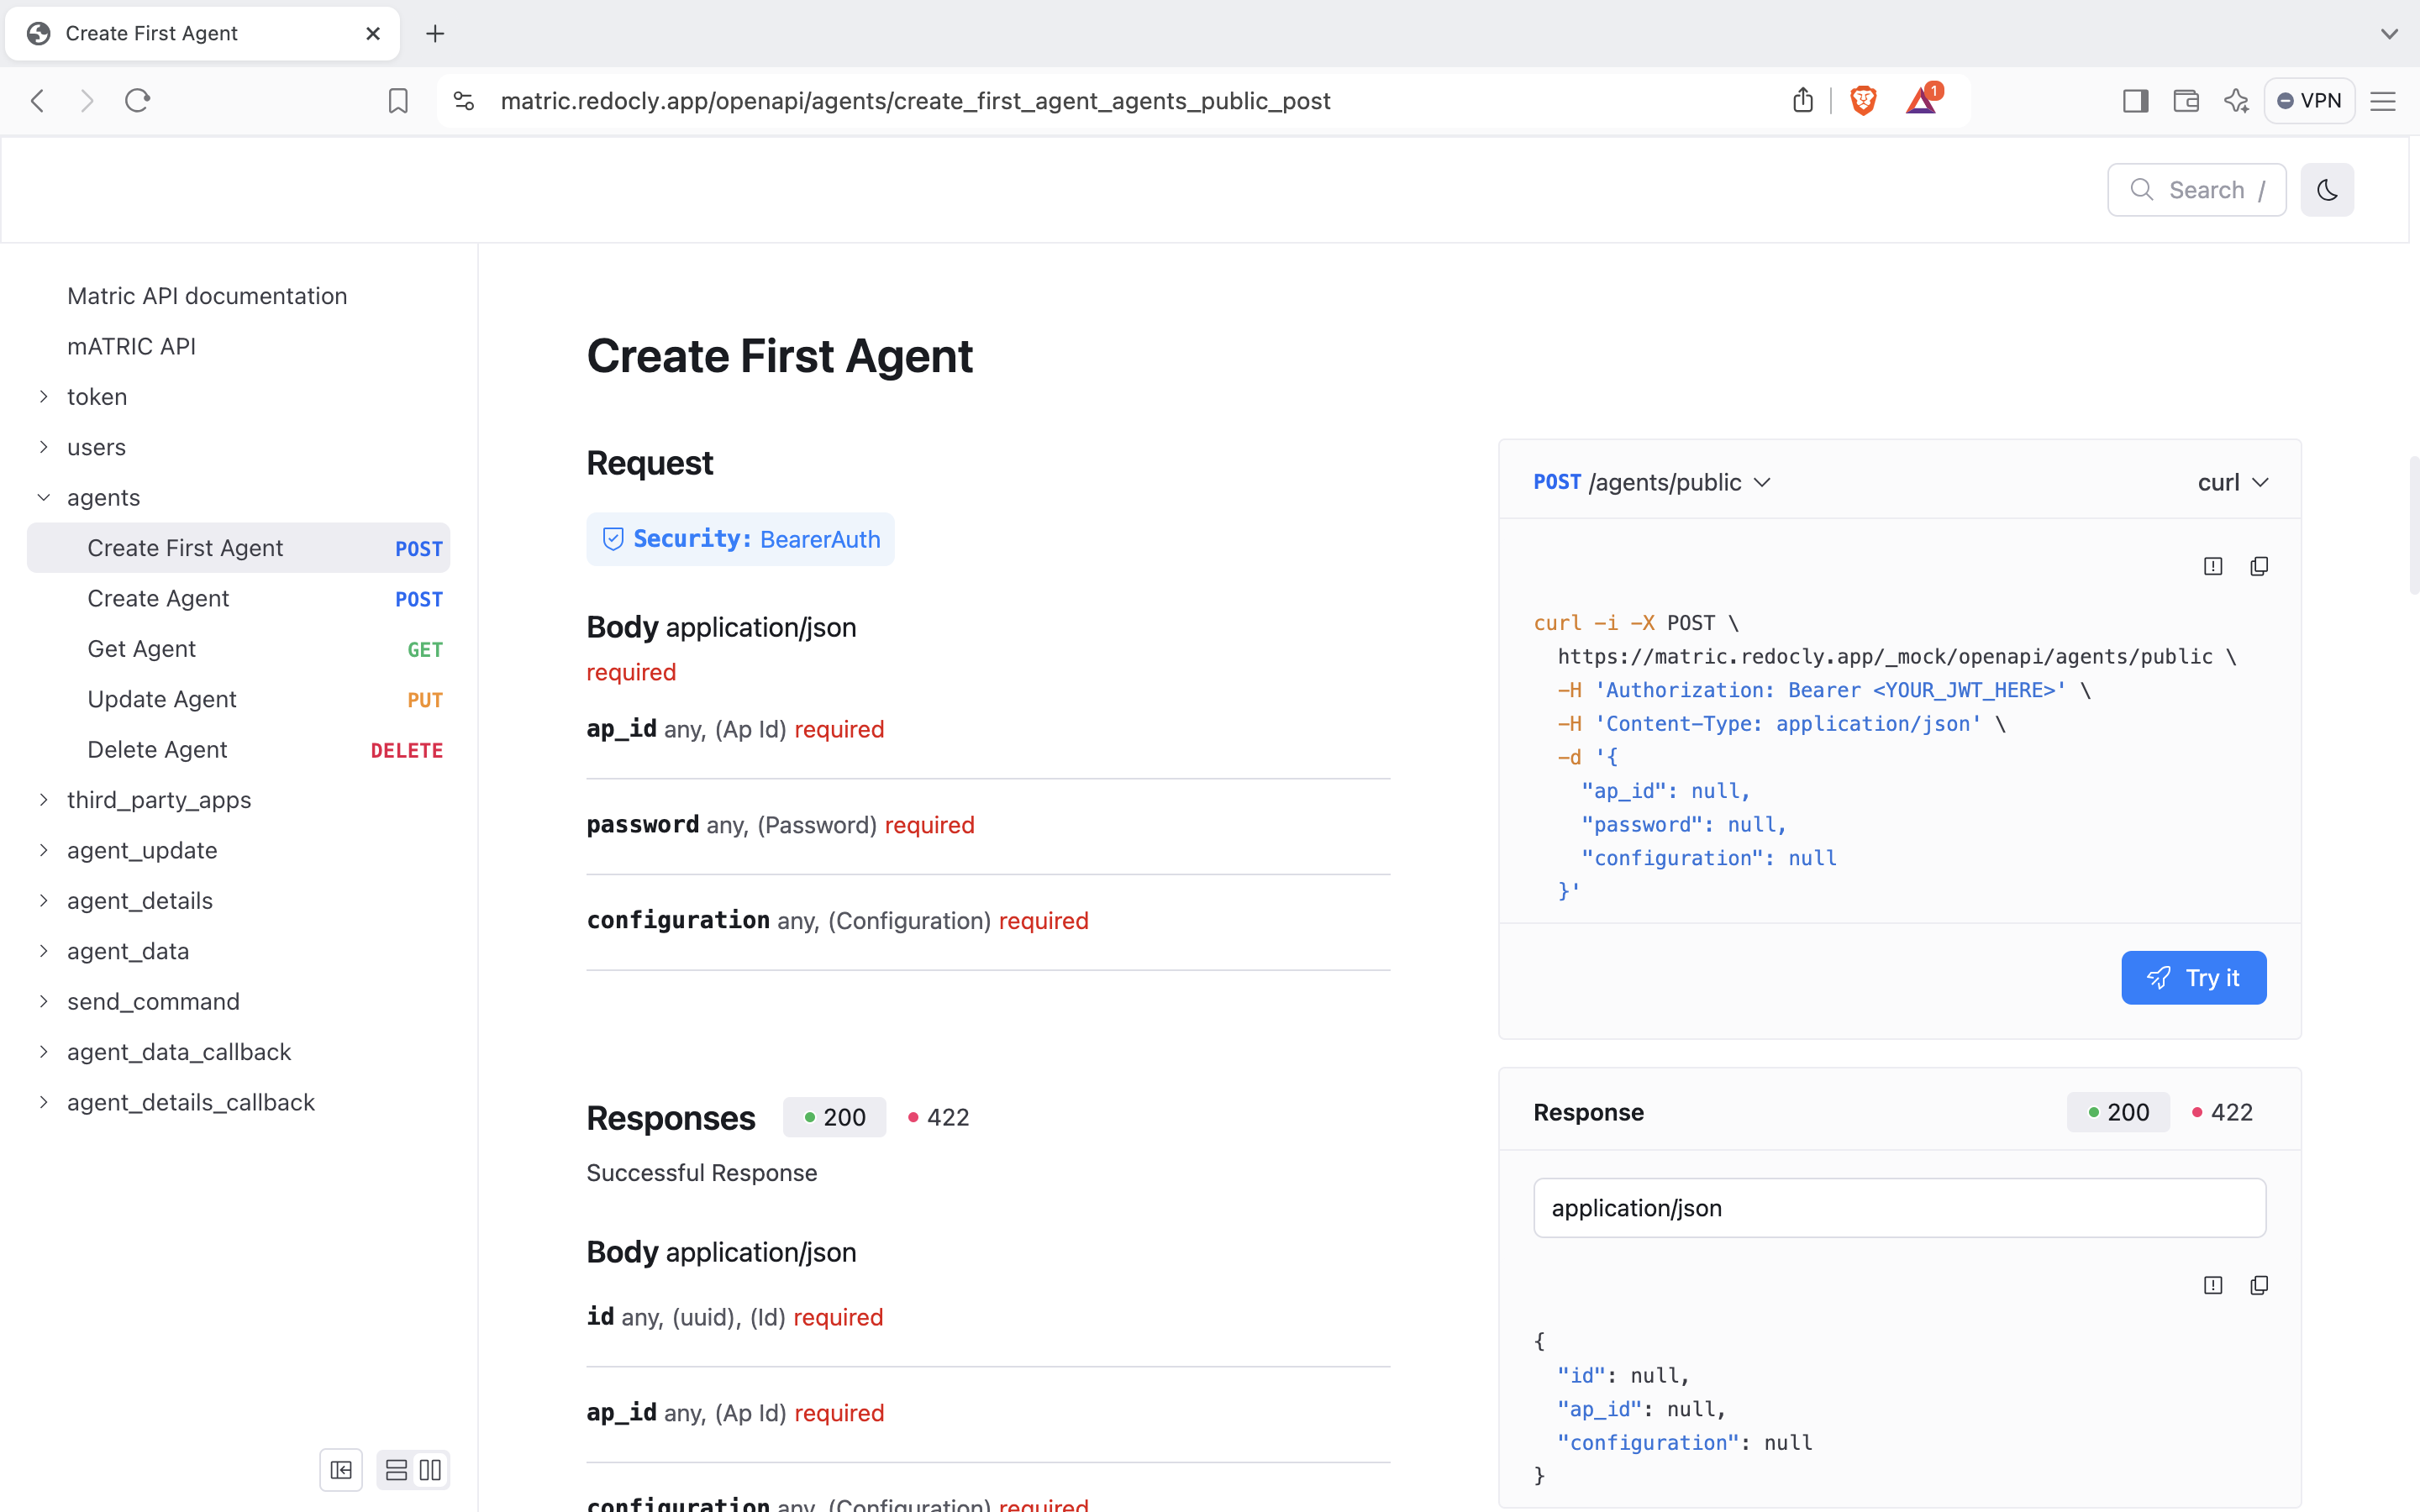 Create First Agent
matric.redocly.app/openapi/agents/create_first_agent_agents_public_post
1
VPN
Search /
Matric API documentation
mATRIC API
token
users
agents
Create First Agent POST
Create Agent POST
Get Agent GET
Update Agent PUT
Delete Agent DELETE
third_party_apps
agent_update
agent_details
agent_data
send_command
agent_data_callback
agent_details_callback
Create First Agent
Request
Security: BearerAuth
Body application/json
required
ap_id any, (Ap Id) required
password any, (Password) required
configuration any, (Configuration) required
Responses 200 422
Successful Response
Body application/json
id any, (uuid), (Id) required
ap_id any, (Ap Id) required
configuration any, (Configuration) required
POST /agents/public curl
curl -i -X POST \
https://matric.redocly.app/_mock/openapi/agents/public \
-H 'Authorization: Bearer <YOUR_JWT_HERE>' \
-H 'Content-Type: application/json' \
-d '{
"ap_id": null,
"password": null,
"configuration": null
}'
Try it
Response 200 422
application/json
{
"id": null,
"ap_id": null,
"configuration": null
}